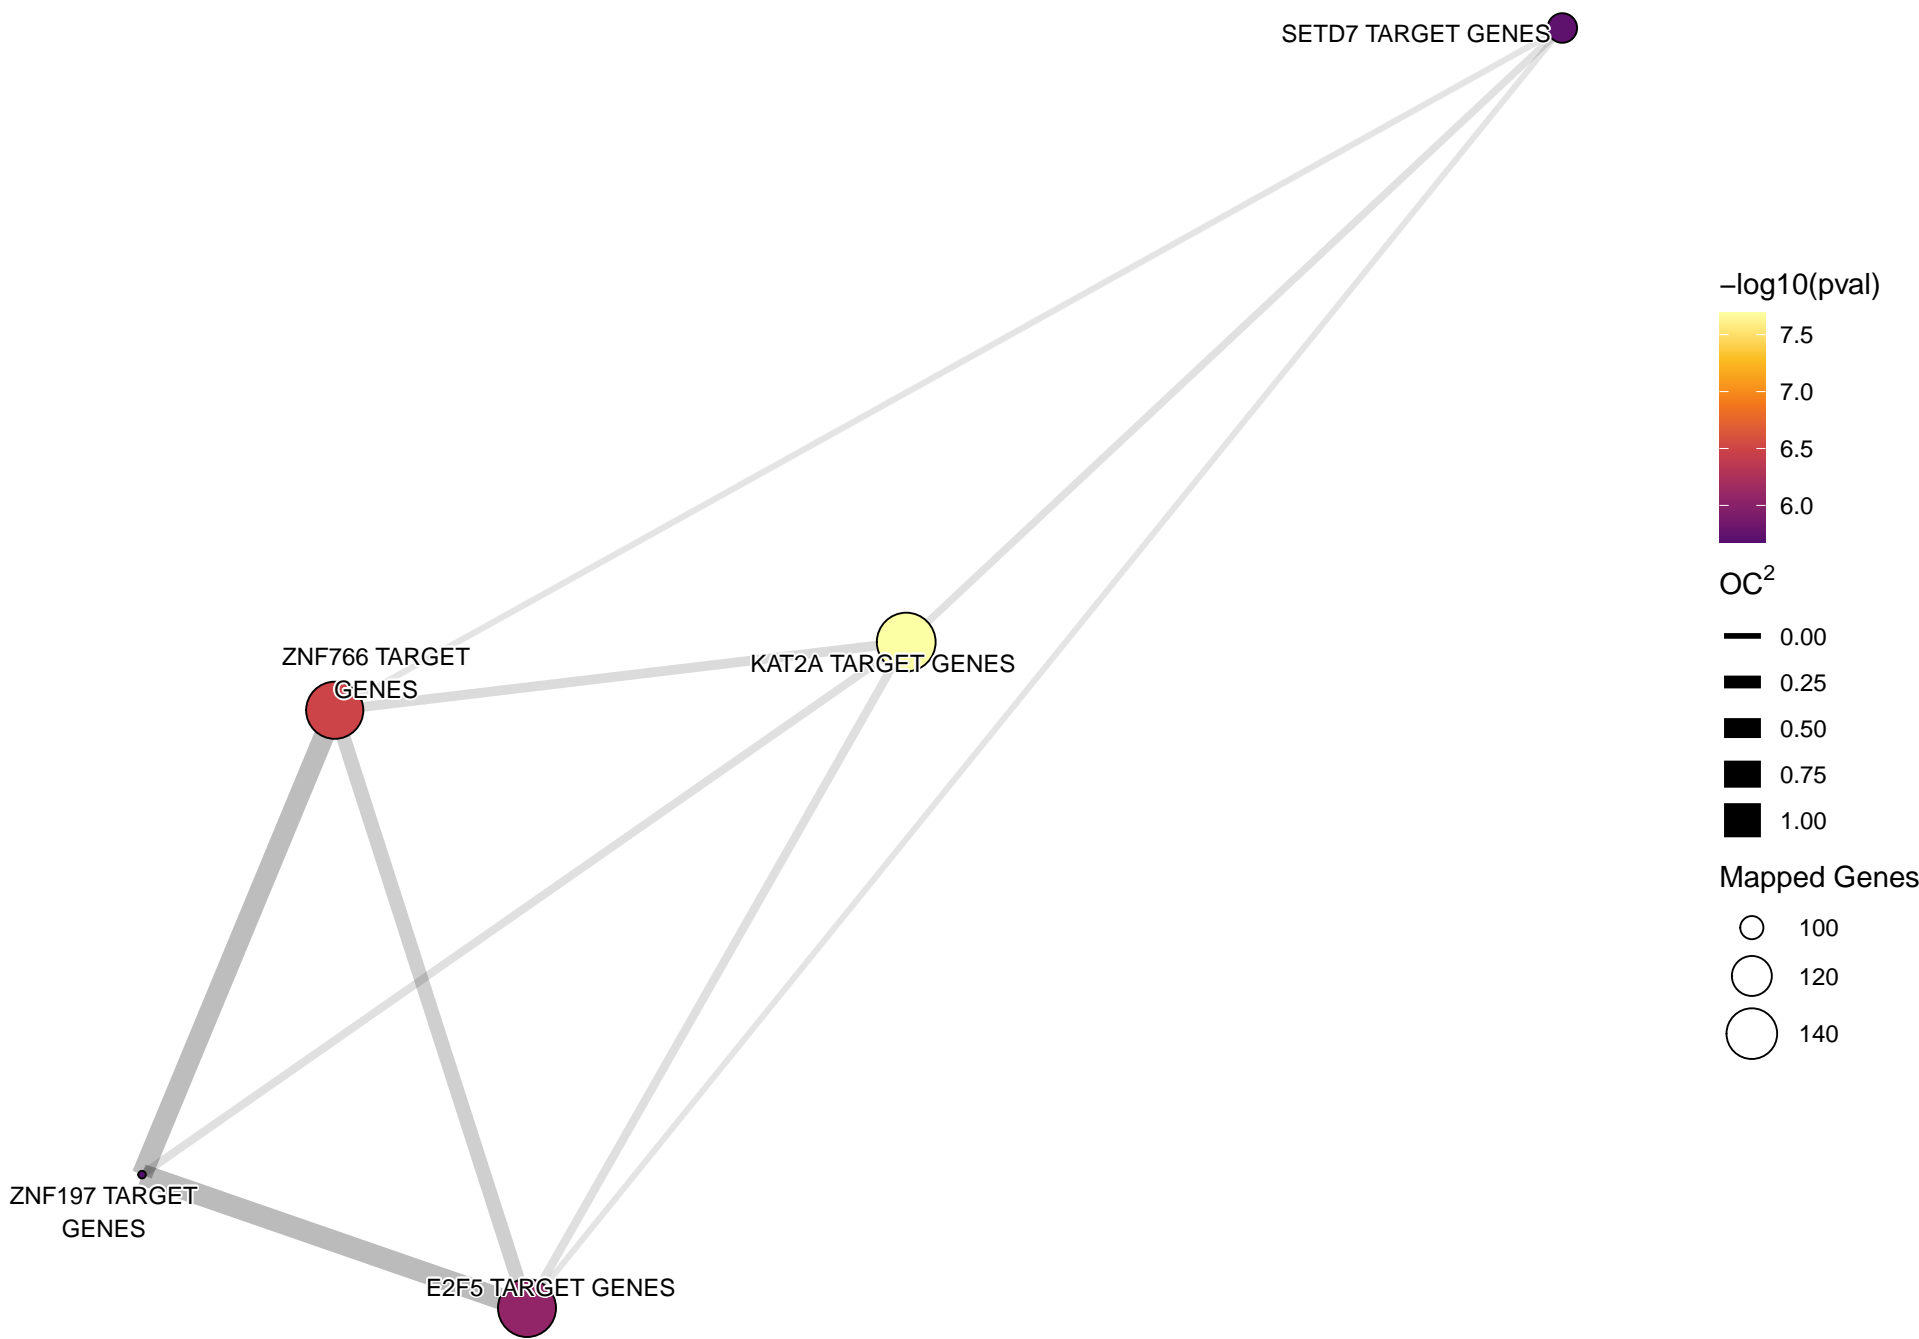 SETD7 TARGET GENES
ZNF766 TARGET
GENES
KAT2A TARGET GENES
ZNF197 TARGET
GENES
E2F5 TARGET GENES
−log10(pval)
7.5
7.0
6.5
6.0
OC²
0.00
0.25
0.50
0.75
1.00
Mapped Genes
100
120
140